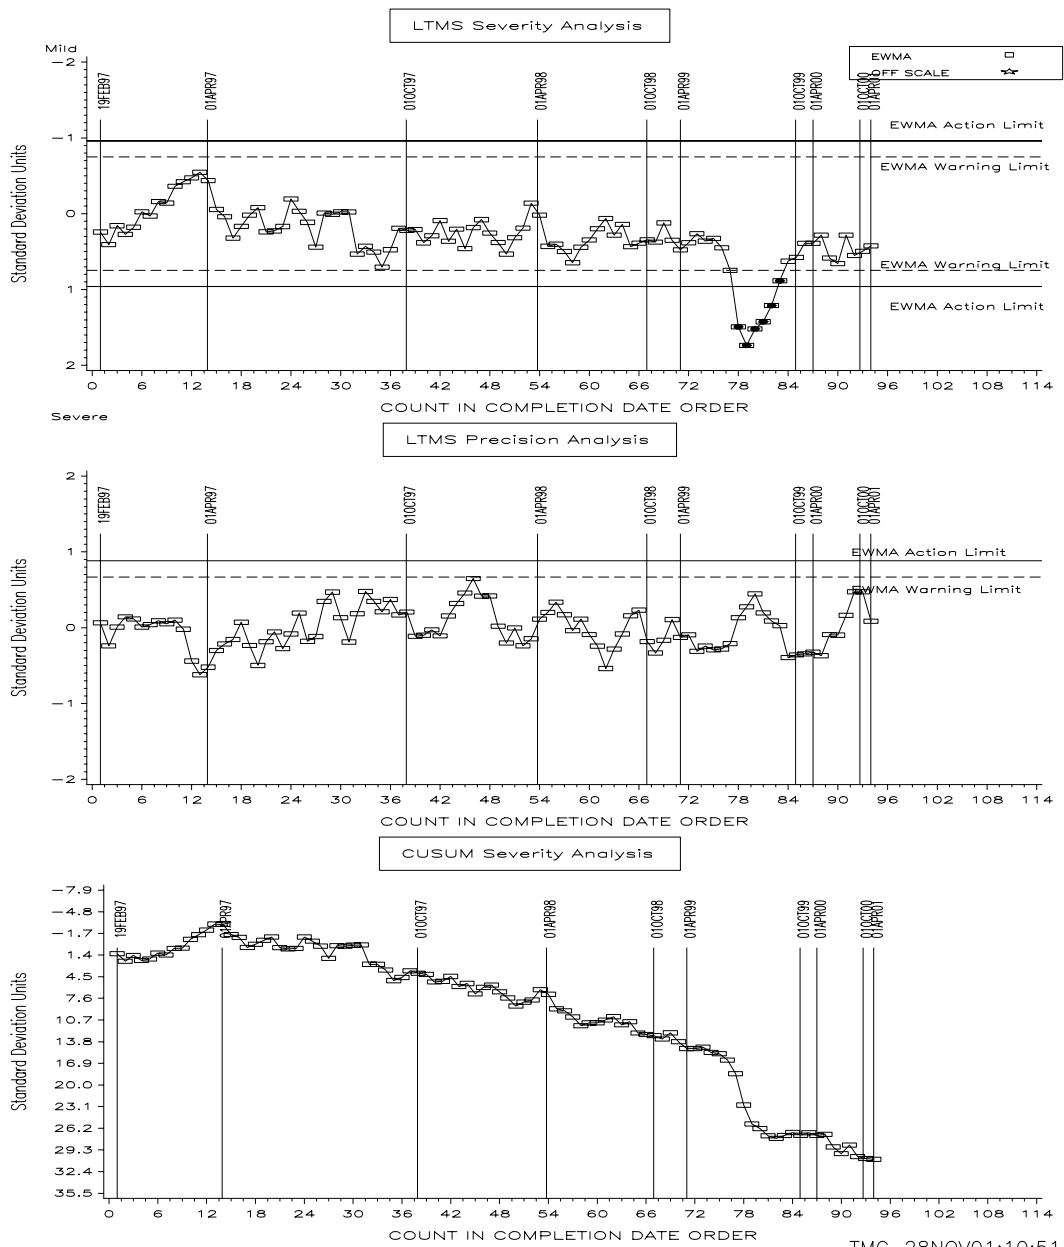 LTMS Severity Analysis
Mild
EWMA
OFF SCALE
-2
-1
0
1
2
Standard Deviation Units
19FEB97
01APR97
01OCT97
01APR98
01OCT98
01APR99
01OCT99
01APR00
01OCT00
01APR01
EWMA Action Limit
EWMA Warning Limit
EWMA Warning Limit
EWMA Action Limit
0 6 12 18 24 30 36 42 48 54 60 66 72 78 84 90 96 102 108 114
COUNT IN COMPLETION DATE ORDER
Severe
LTMS Precision Analysis
2
1
0
-1
-2
Standard Deviation Units
19FEB97
01APR97
01OCT97
01APR98
01OCT98
01APR99
01OCT99
01APR00
01OCT00
01APR01
EWMA Action Limit
EWMA Warning Limit
0 6 12 18 24 30 36 42 48 54 60 66 72 78 84 90 96 102 108 114
COUNT IN COMPLETION DATE ORDER
CUSUM Severity Analysis
-7.9
-4.8
-1.7
1.4
4.5
7.6
10.7
13.8
16.9
20.0
23.1
26.2
29.3
32.4
35.5
Standard Deviation Units
19FEB97
01APR97
01OCT97
01APR98
01OCT98
01APR99
01OCT99
01APR00
01OCT00
01APR01
0 6 12 18 24 30 36 42 48 54 60 66 72 78 84 90 96 102 108 114
COUNT IN COMPLETION DATE ORDER
TMC 28NOV01:10:51